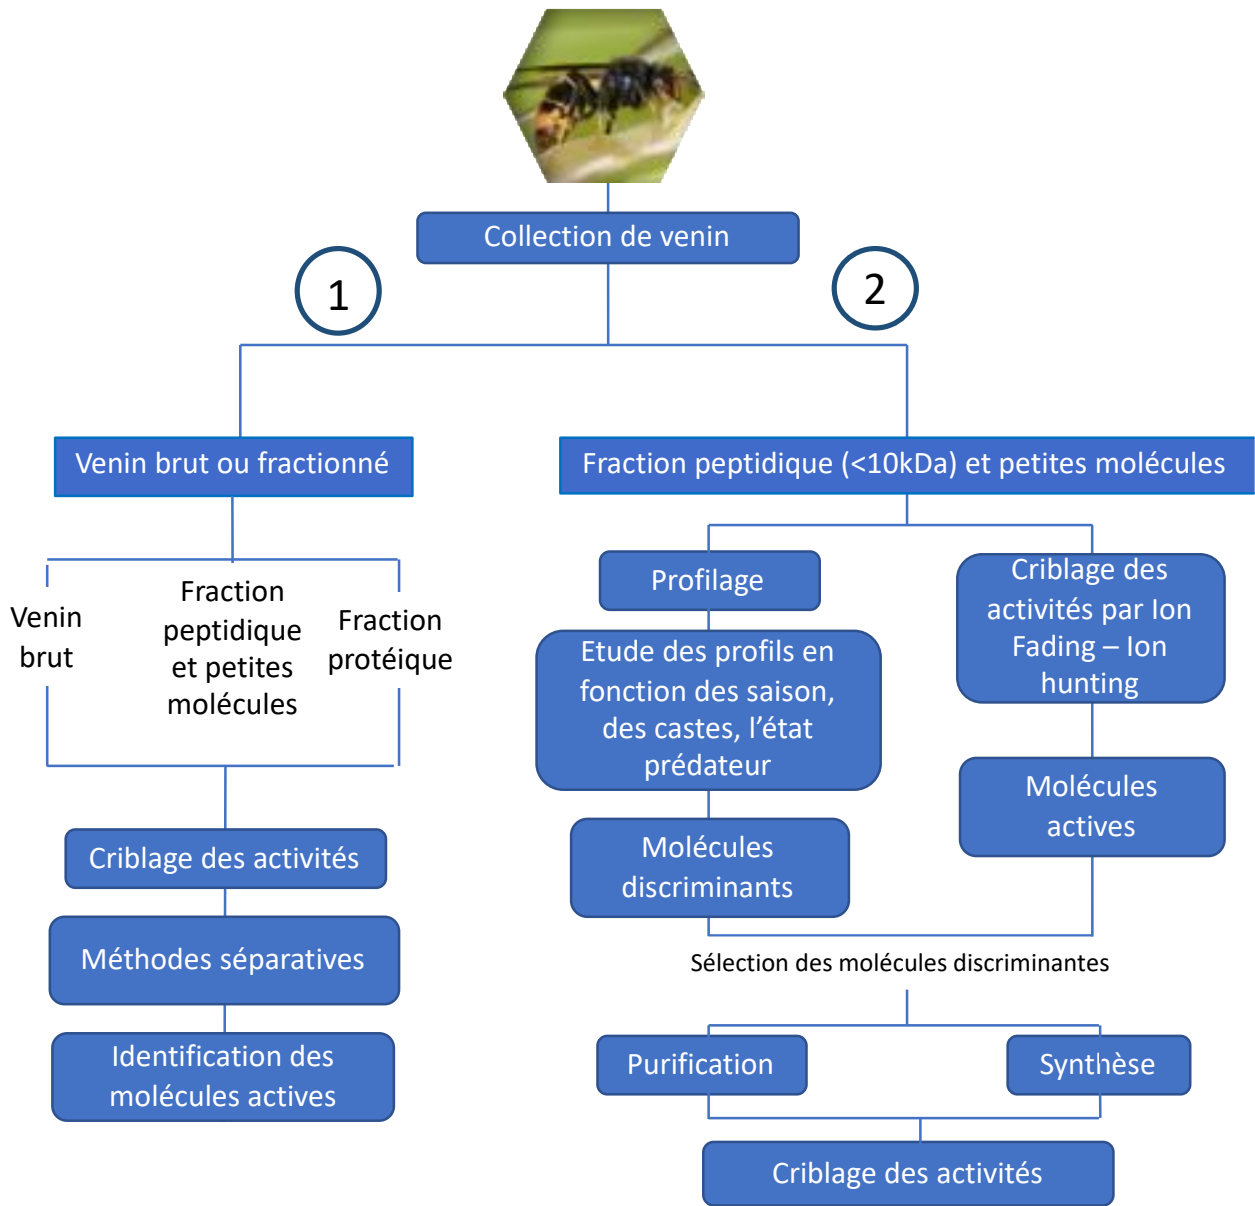 Collection de venin
1
2
Venin brut ou fractionné
Venin
brut
Fraction
peptidique
et petites
molécules
Fraction
protéique
Criblage des activités
Méthodes séparatives
Identification des
molécules actives
Fraction peptidique (<10kDa) et petites molécules
Profilage
Etude des profils en
fonction des saison,
des castes, l’état
prédateur
Molécules
discriminants
Criblage des
activités par Ion
Fading – Ion
hunting
Molécules
actives
Sélection des molécules discriminantes
Purification
Synthèse
Criblage des activités